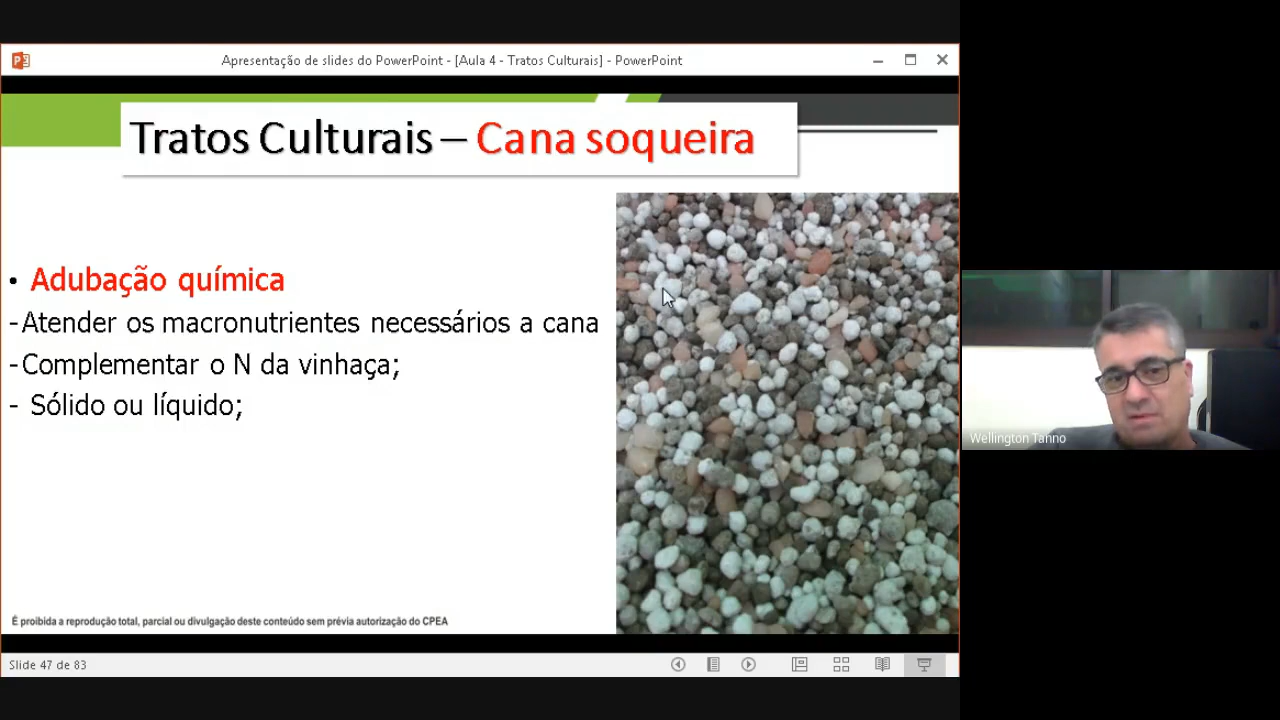 Apresentação de slides do PowerPoint - [Aula 4 - Tratos Culturais] - PowerPoint
Tratos Culturais – Cana soqueira
• Adubação química
-Atender os macronutrientes necessários a cana
-Complementar o N da vinhaça;
- Sólido ou líquido;
Wellington Tanno
É proibida a reprodução total, parcial ou divulgação deste conteúdo sem prévia autorização do CPEA
Slide 47 de 83